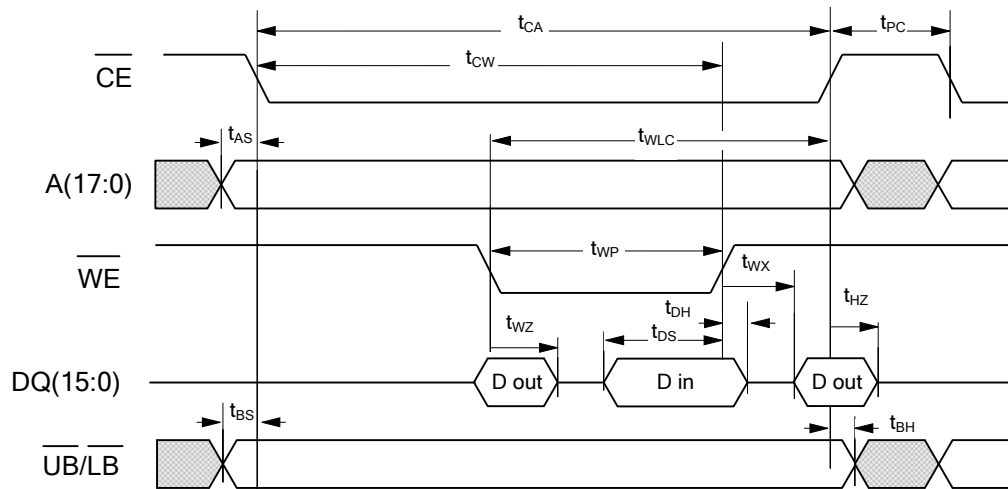 tCA
tPC
tCW
CE
tAS
tWLC
A(17:0)
tWP
WE
tWX
tDH
tHZ
tWZ
tDS
DQ(15:0)
D out
D in
D out
tBS
tBH
UB/LB